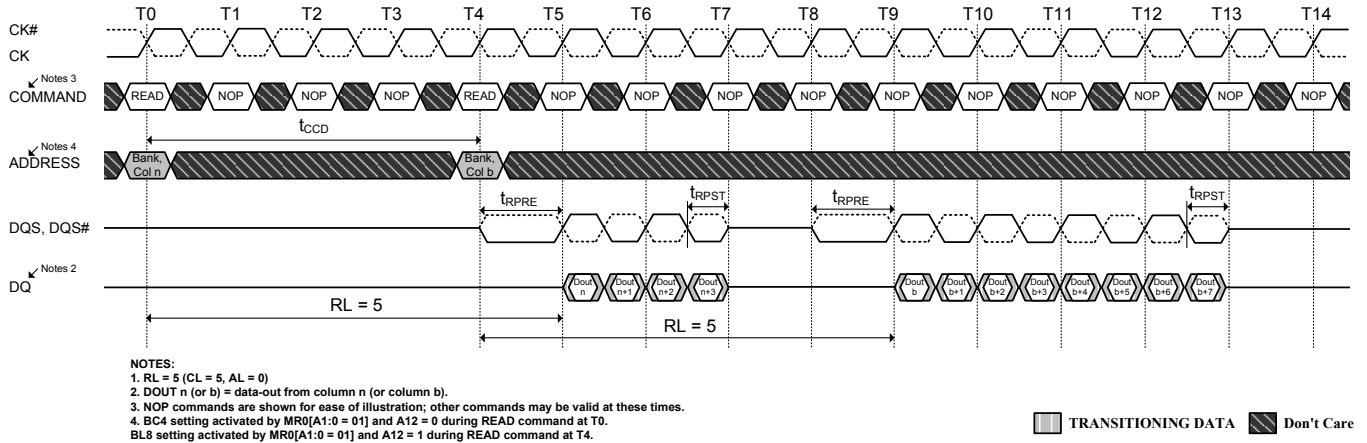 T0 T1 T2 T3 T4 T5 T6 T7 T8 T9 T10 T11 T12 T13 T14
CK#
CK
Notes 3
COMMAND READ NOP NOP NOP READ NOP NOP NOP NOP NOP NOP NOP NOP NOP NOP
tCCD
Notes 4
ADDRESS
Bank, Col n
Bank, Col b
tRPRE tRPST tRPRE tRPST
DQS, DQS#
Notes 2
DQ
Dout n Dout n+1 Dout n+2 Dout n+3 Dout b Dout b+1 Dout b+2 Dout b+3 Dout b+4 Dout b+5 Dout b+6 Dout b+7
RL = 5
RL = 5
NOTES:
1. RL = 5 (CL = 5, AL = 0)
2. DOUT n (or b) = data-out from column n (or column b).
3. NOP commands are shown for ease of illustration; other commands may be valid at these times.
4. BC4 setting activated by MR0[A1:0 = 01] and A12 = 0 during READ command at T0.
BL8 setting activated by MR0[A1:0 = 01] and A12 = 1 during READ command at T4.
TRANSITIONING DATA Don't Care